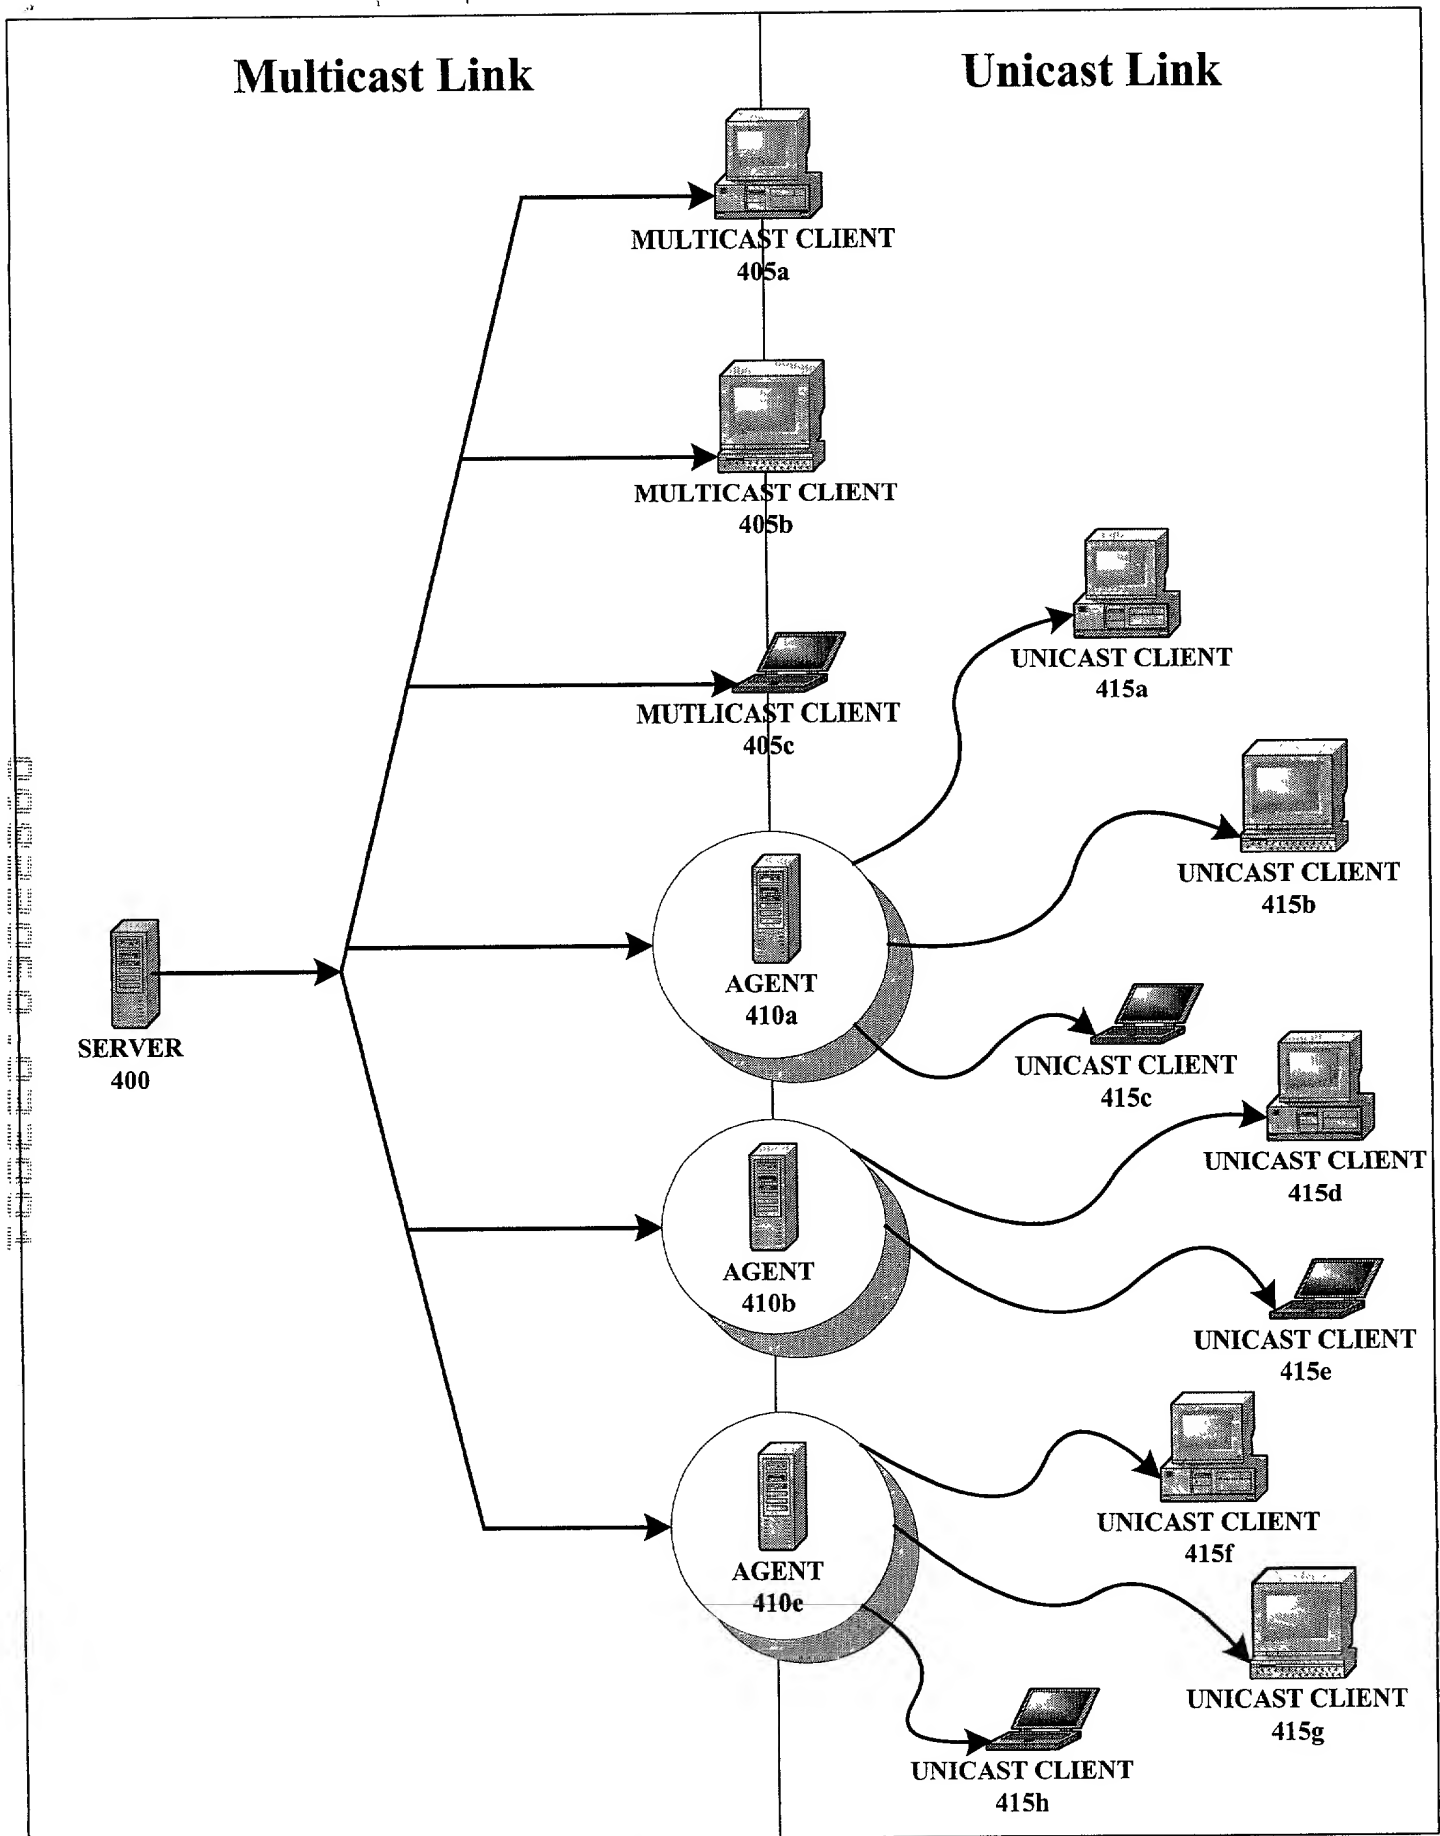 Multicast Link
Unicast Link
MULTICAST CLIENT
405a
MULTICAST CLIENT
405b
MUTLICAST CLIENT
405c
UNICAST CLIENT
415a
UNICAST CLIENT
415b
SERVER
400
AGENT
410a
UNICAST CLIENT
415c
UNICAST CLIENT
415d
AGENT
410b
UNICAST CLIENT
415e
UNICAST CLIENT
415f
AGENT
410c
UNICAST CLIENT
415g
UNICAST CLIENT
415h